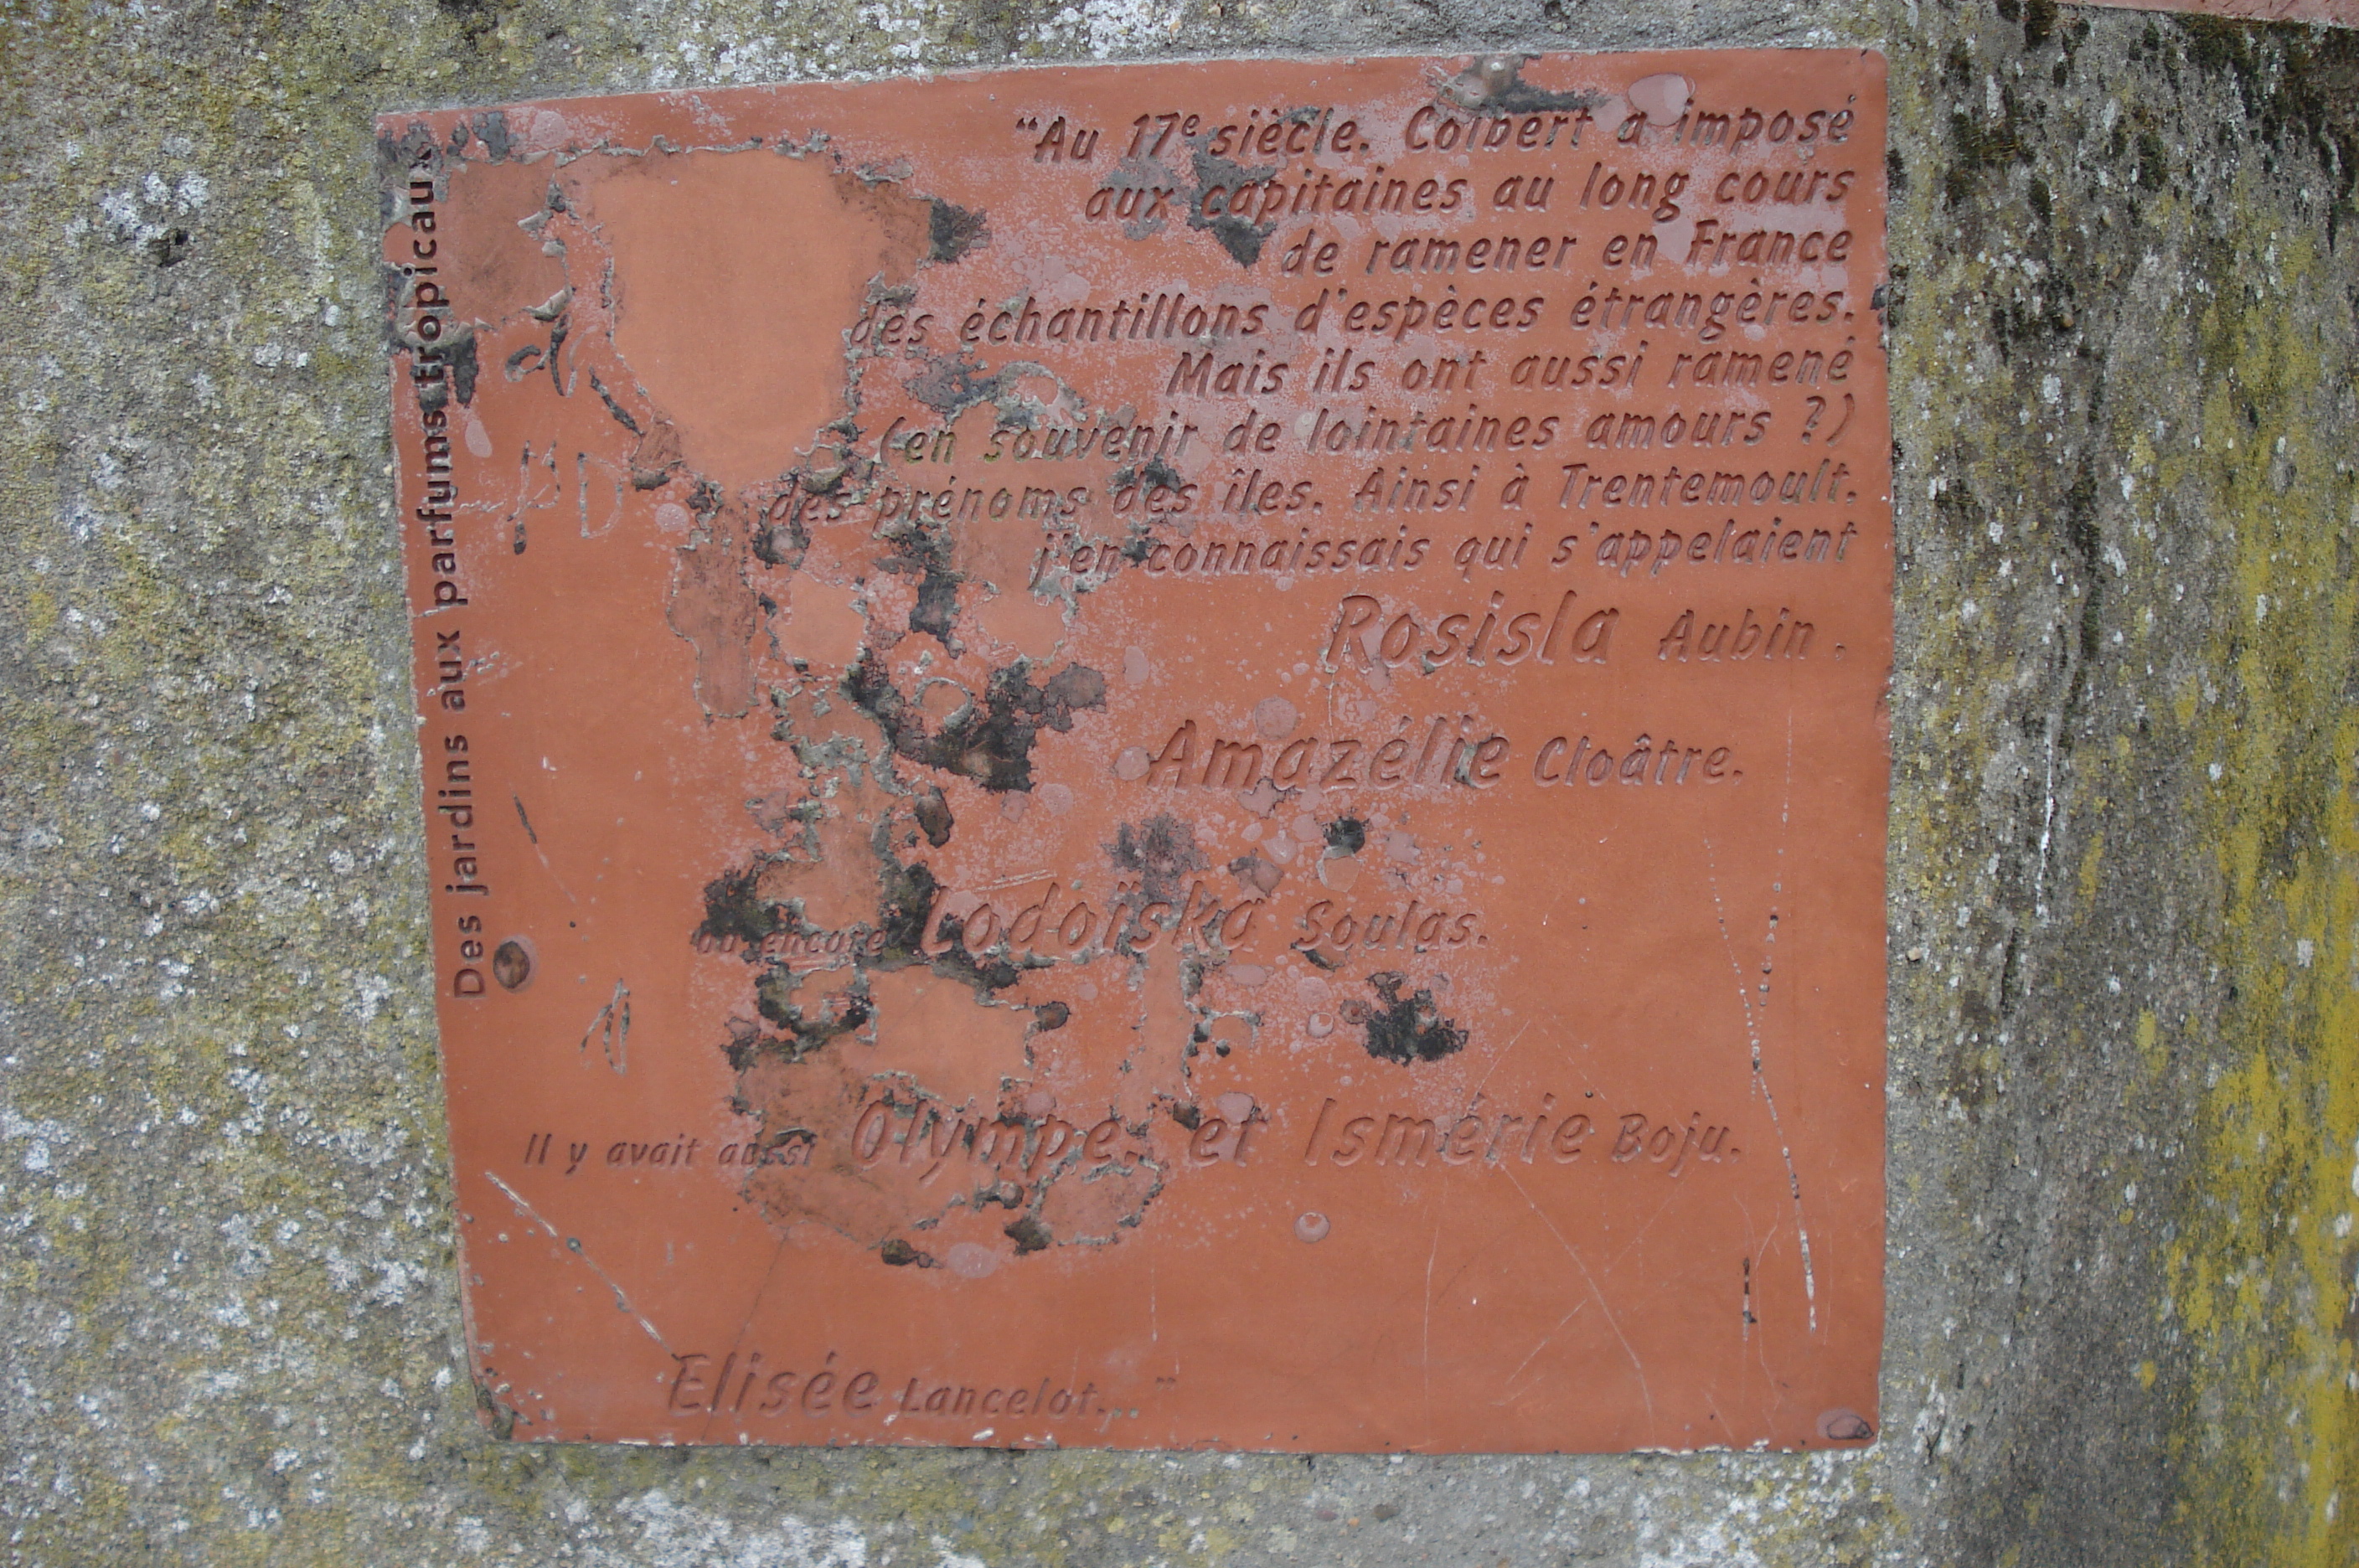 Des jardins aux parfums tropicaux
“Au 17e siècle. Colbert a imposé
aux capitaines au long cours
de ramener en France
des échantillons d'espèces étrangères.
Mais ils ont aussi ramené
(en souvenir de lointaines amours ?)
des prénoms des îles. Ainsi à Trentemoult.
j'en connaissais qui s'appelaient
Rosisla Aubin.
Amazélie Cloâtre.
ou encore Lodoïska Soulas.
Il y avait aussi Olympe. et Ismérie Boju.
Elisée Lancelot... ”